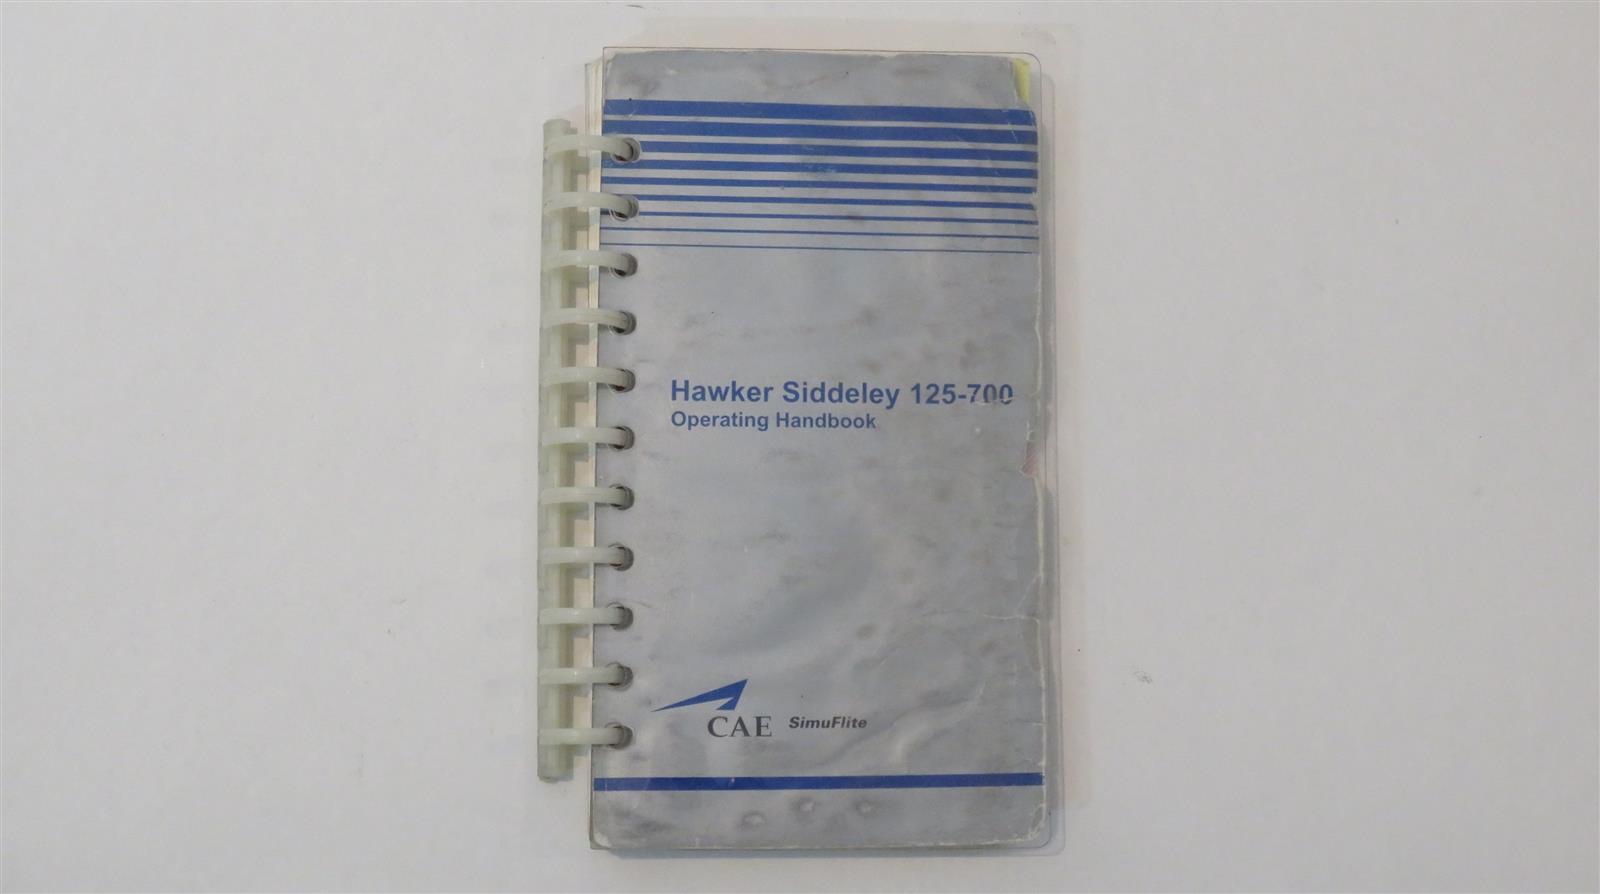 Hawker Siddeley 125-700
Operating Handbook
CAE SimuFlite